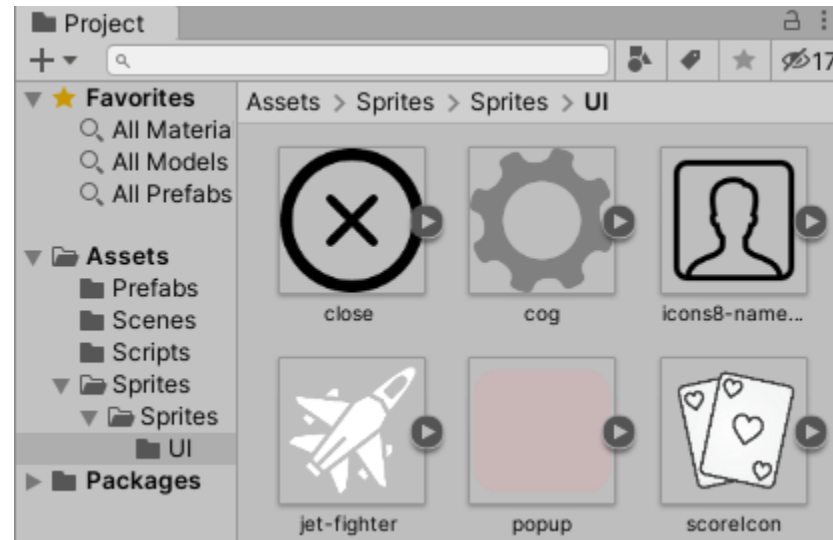 Project
17
Favorites
All Materia
All Models
All Prefabs
Assets
Prefabs
Scenes
Scripts
Sprites
Sprites
UI
Packages
Assets > Sprites > Sprites > UI
close
cog
icons8-name...
jet-fighter
popup
scoreIcon